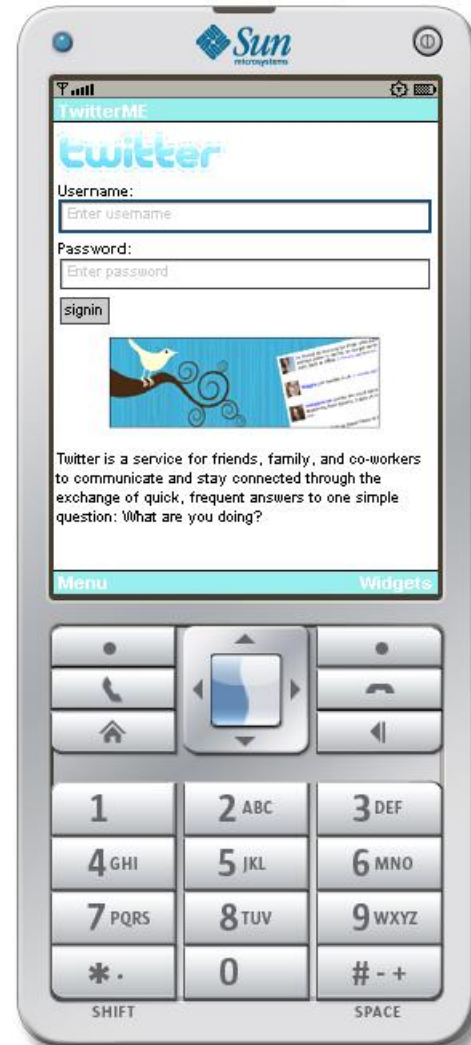 Sun
microsystems
TwitterME
twitter
Username:
Enter username
Password:
Enter password
signin
Twitter is a service for friends, family, and co-workers
to communicate and stay connected through the
exchange of quick, frequent answers to one simple
question: What are you doing?
Menu Widgets
1 2 ABC 3 DEF
4 GHI 5 JKL 6 MNO
7 PQRS 8 TUV 9 WXYZ
* . 0 # - +
SHIFT SPACE